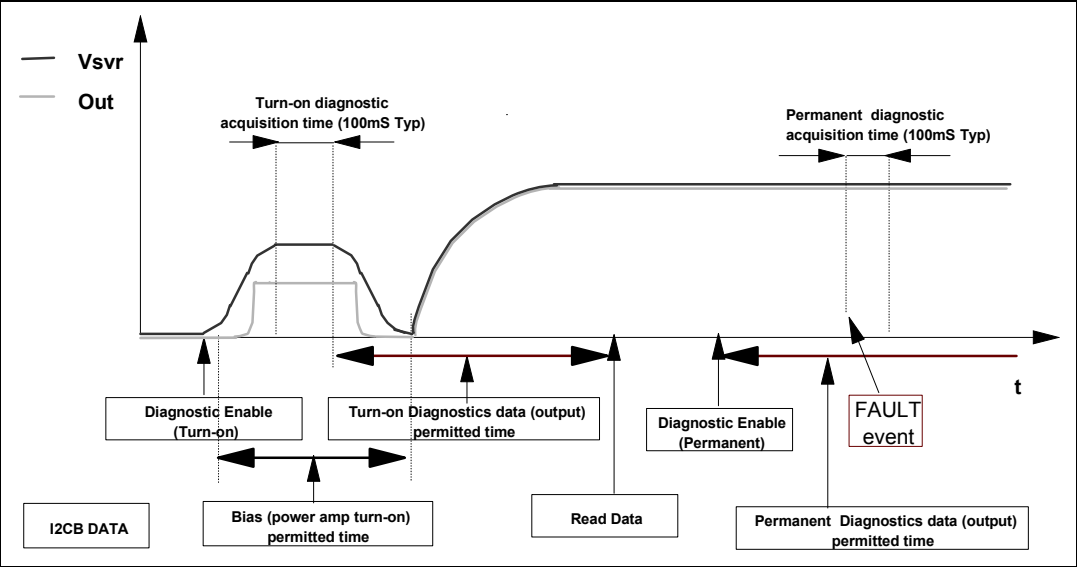 Vsvr
Out
Turn-on diagnostic
acquisition time (100mS Typ)
Permanent diagnostic
acquisition time (100mS Typ)
t
Diagnostic Enable
(Turn-on)
Turn-on Diagnostics data (output)
permitted time
Diagnostic Enable
(Permanent)
FAULT
event
I2CB DATA
Bias (power amp turn-on)
permitted time
Read Data
Permanent Diagnostics data (output)
permitted time